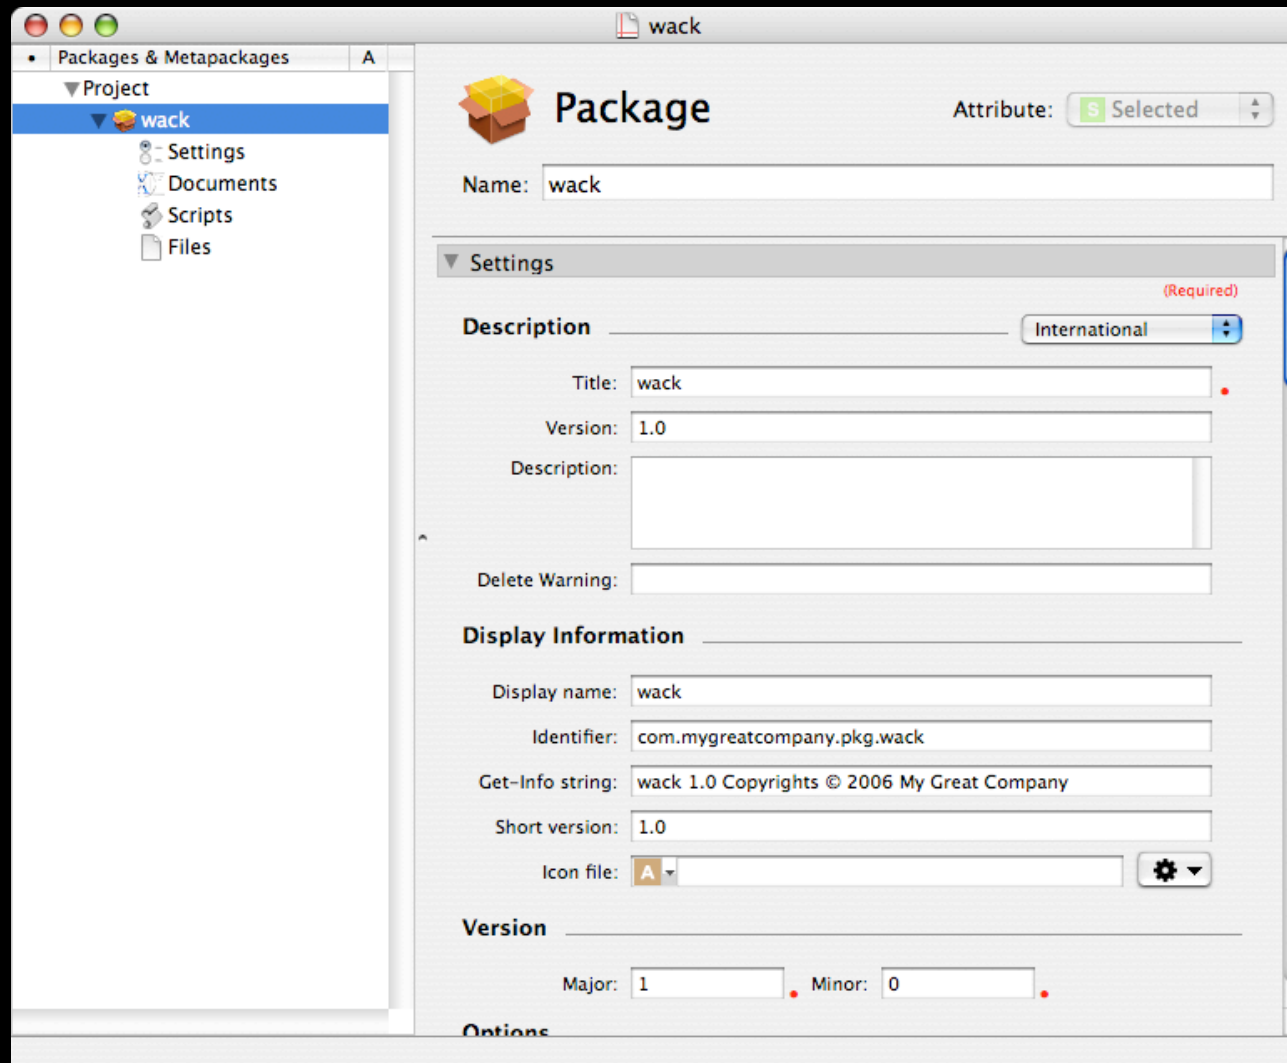 wack
• Packages & Metapackages A
Project
wack
Settings
Documents
Scripts
Files
Package
Attribute: S Selected
Name: wack
Settings
(Required)
Description International
Title: wack
Version: 1.0
Description:
Delete Warning:
Display Information
Display name: wack
Identifier: com.mygreatcompany.pkg.wack
Get-Info string: wack 1.0 Copyrights © 2006 My Great Company
Short version: 1.0
Icon file: A
Version
Major: 1 Minor: 0
Options